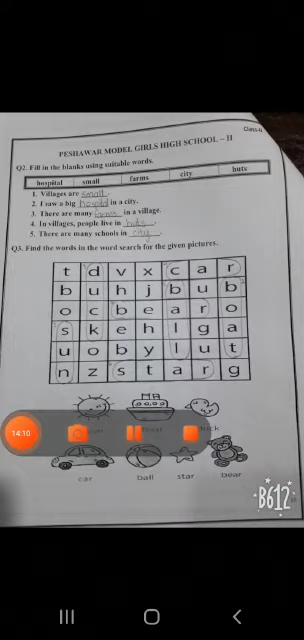 Class-II
PESHAWAR MODEL GIRLS HIGH SCHOOL – II
Q2. Fill in the blanks using suitable words.
hospital small farms city huts
1. Villages are small.
2. I saw a big hospital in a city.
3. There are many farms in a village.
4. In villages, people live in huts.
5. There are many schools in city.
Q3. Find the words in the word search for the given pictures.
t d v x c a r
b u h j b u b
o c b e a r o
s k e h l g a
u o b y l u t
n z s t a r g
14:10
car ball star bear
B612